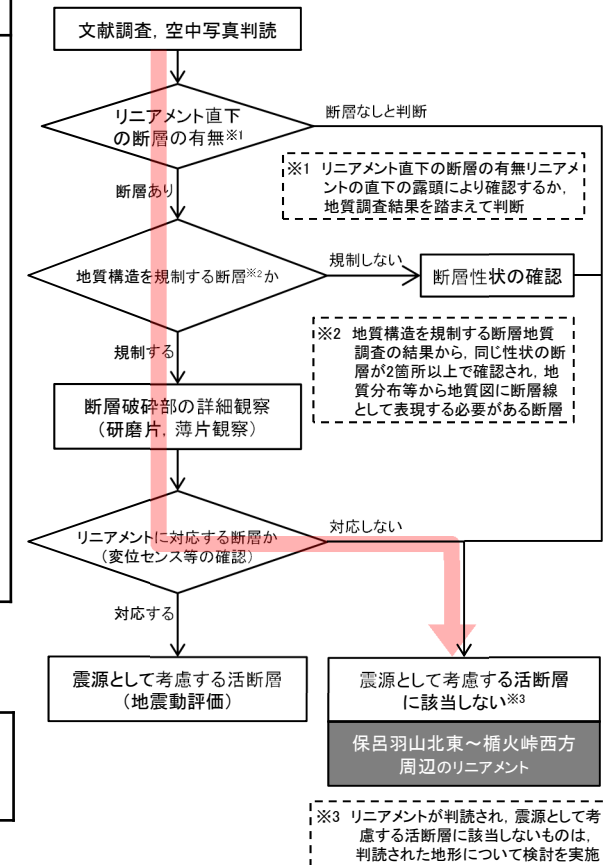 文献調査，空中写真判読
リニアメント直下
の断層の有無※1
断層なしと判断
※1 リニアメント直下の断層の有無リニアメ
ントの直下の露頭により確認するか，
地質調査結果を踏まえて判断
断層あり
地質構造を規制する断層※2か
規制しない
断層性状の確認
※2 地質構造を規制する断層地質
調査の結果から，同じ性状の断
層が2箇所以上で確認され，地
質分布等から地質図に断層線
として表現する必要がある断層
規制する
断層破砕部の詳細観察
（研磨片，薄片観察）
リニアメントに対応する断層か
（変位センス等の確認）
対応しない
対応する
震源として考慮する活断層
（地震動評価）
震源として考慮する活断層
に該当しない※3
保呂羽山北東～楯火峠西方
周辺のリニアメント
※3 リニアメントが判読され，震源として考
慮する活断層に該当しないものは，
判読された地形について検討を実施